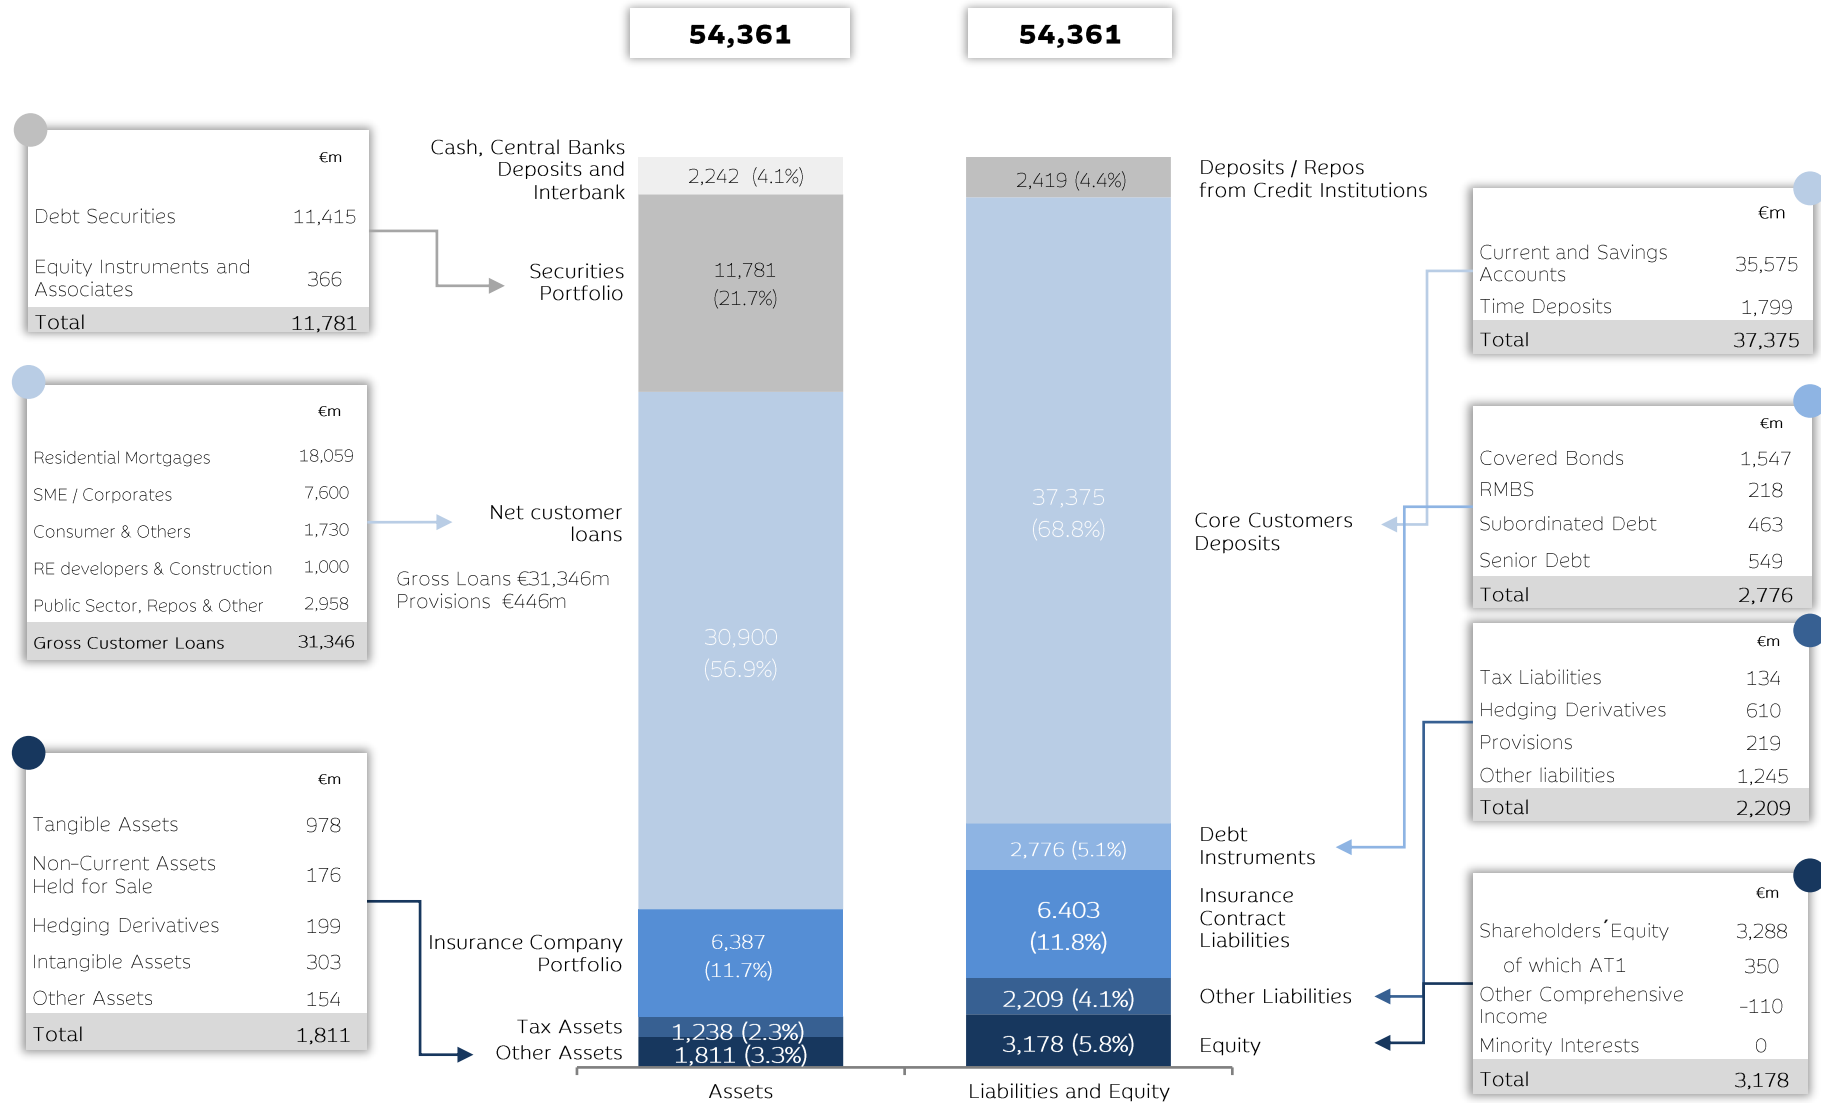 54,361
54,361
€m
Debt Securities 11,415
Equity Instruments and
Associates 366
Total 11,781
€m
Residential Mortgages 18,059
SME / Corporates 7,600
Consumer & Others 1,730
RE developers & Construction 1,000
Public Sector, Repos & Other 2,958
Gross Customer Loans 31,346
€m
Tangible Assets 978
Non-Current Assets
Held for Sale 176
Hedging Derivatives 199
Intangible Assets 303
Other Assets 154
Total 1,811
Cash, Central Banks
Deposits and
Interbank
Securities
Portfolio
Net customer
loans
Gross Loans €31,346m
Provisions €446m
Insurance Company
Portfolio
Tax Assets
Other Assets
2,242 (4.1%)
11,781
(21.7%)
30,900
(56.9%)
6,387
(11.7%)
1,238 (2.3%)
1,811 (3.3%)
Assets
2,419 (4.4%)
37,375
(68.8%)
2,776 (5.1%)
6.403
(11.8%)
2,209 (4.1%)
3,178 (5.8%)
Liabilities and Equity
Deposits / Repos
from Credit Institutions
Core Customers
Deposits
Debt
Instruments
Insurance
Contract
Liabilities
Other Liabilities
Equity
€m
Current and Savings
Accounts 35,575
Time Deposits 1,799
Total 37,375
€m
Covered Bonds 1,547
RMBS 218
Subordinated Debt 463
Senior Debt 549
Total 2,776
€m
Tax Liabilities 134
Hedging Derivatives 610
Provisions 219
Other liabilities 1,245
Total 2,209
€m
Shareholders´Equity 3,288
of which AT1 350
Other Comprehensive
Income -110
Minority Interests 0
Total 3,178